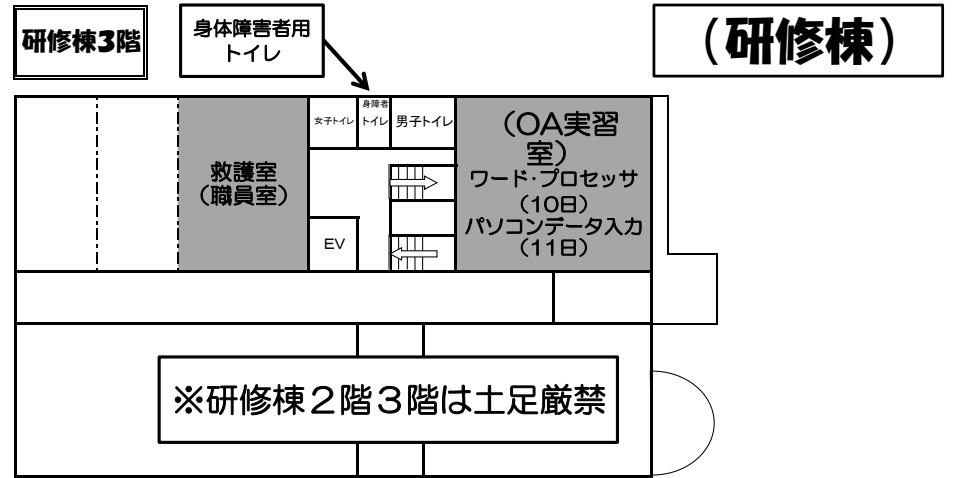 研修棟3階
身体障害者用
トイレ
(研修棟)
女子トイレ
身障者
トイレ
男子トイレ
救護室
(職員室)
(OA実習
室)
ワード・プロセッサ
(10日)
パソコンデータ入力
(11日)
EV
※研修棟２階３階は土足厳禁